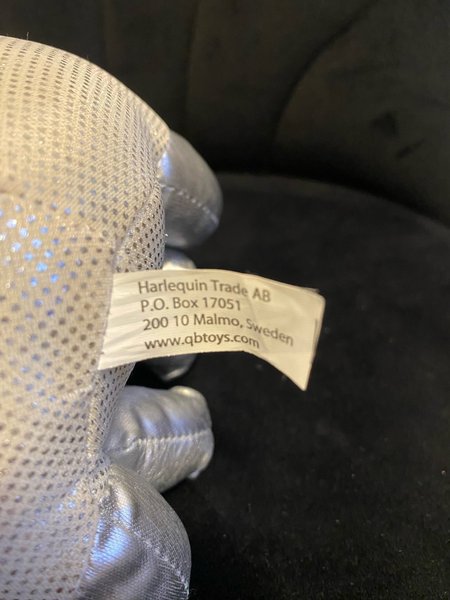 Harlequin Trade AB
P.O. Box 17051
200 10 Malmo, Sweden
www.qbtoys.com